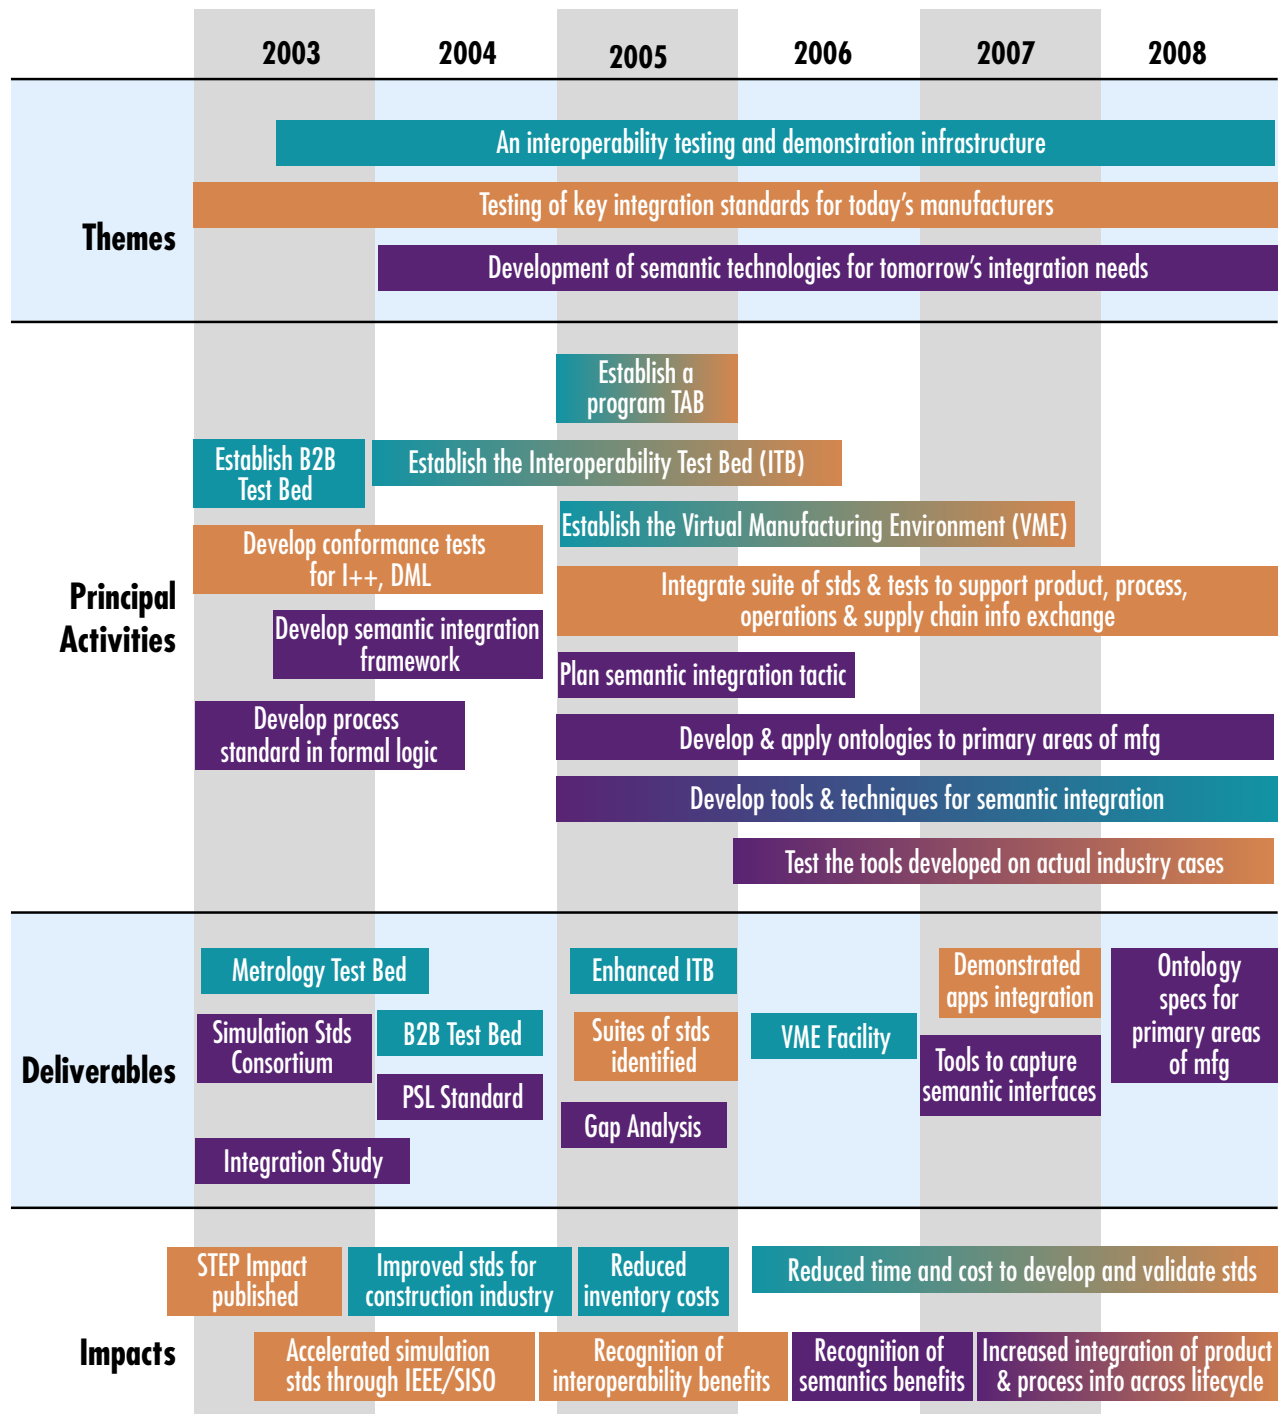 2003 2004 2005 2006 2007 2008
Themes
An interoperability testing and demonstration infrastructure
Testing of key integration standards for today's manufacturers
Development of semantic technologies for tomorrow's integration needs
Principal
Activities
Establish a
program TAB
Establish B2B
Test Bed
Establish the Interoperability Test Bed (ITB)
Establish the Virtual Manufacturing Environment (VME)
Develop conformance tests
for I++, DML
Integrate suite of stds & tests to support product, process,
operations & supply chain info exchange
Develop semantic integration
framework
Plan semantic integration tactic
Develop process
standard in formal logic
Develop & apply ontologies to primary areas of mfg
Develop tools & techniques for semantic integration
Test the tools developed on actual industry cases
Deliverables
Metrology Test Bed
Simulation Stds
Consortium
B2B Test Bed
PSL Standard
Integration Study
Enhanced ITB
Suites of stds
identified
Gap Analysis
VME Facility
Demonstrated
apps integration
Tools to capture
semantic interfaces
Ontology
specs for
primary areas
of mfg
Impacts
STEP Impact
published
Improved stds for
construction industry
Reduced
inventory costs
Reduced time and cost to develop and validate stds
Accelerated simulation
stds through IEEE/SISO
Recognition of
interoperability benefits
Recognition of
semantics benefits
Increased integration of product
& process info across lifecycle